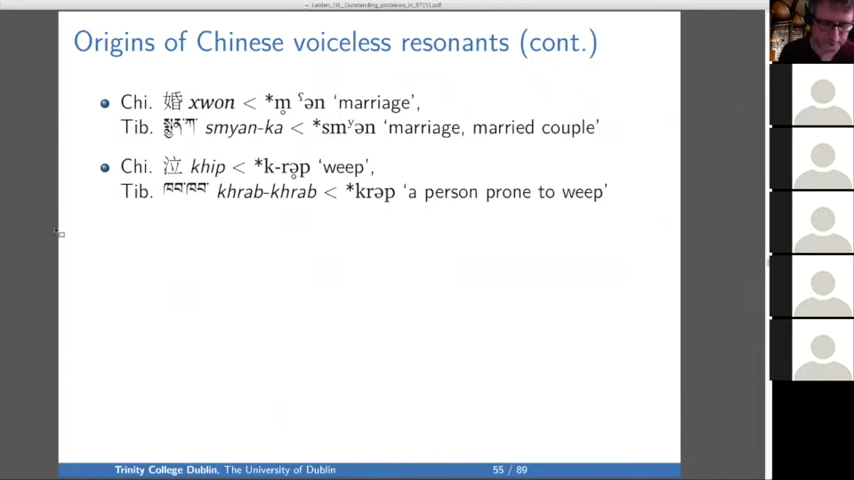 Leiden_10__Outstanding_problems_in_ST(1).pdf
Origins of Chinese voiceless resonants (cont.)
Chi. 婚 xwon < *m̥ ˤən ‘marriage’,
Tib. སྨྱན་ཀ་ smyan-ka < *smʸən ‘marriage, married couple’
Chi. 泣 khip < *k-r̥əp ‘weep’,
Tib. ཁྲབ་ཁྲབ་ khrab-khrab < *krəp ‘a person prone to weep’
Trinity College Dublin, The University of Dublin 55 / 89